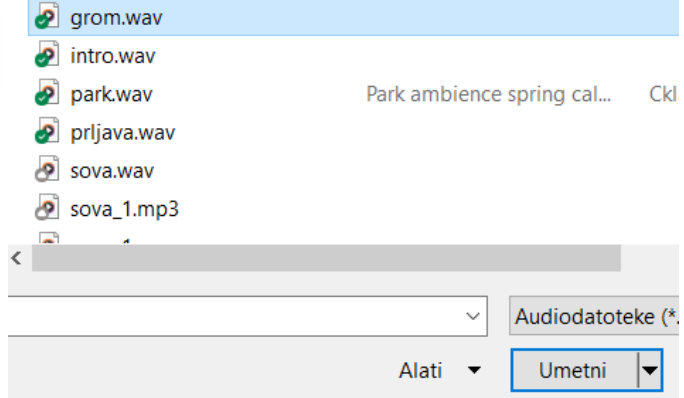 grom.wav
intro.wav
park.wav Park ambience spring cal... Ckl
prljava.wav
sova.wav
sova_1.mp3
Audiodatoteke (*.
Alati Umetni